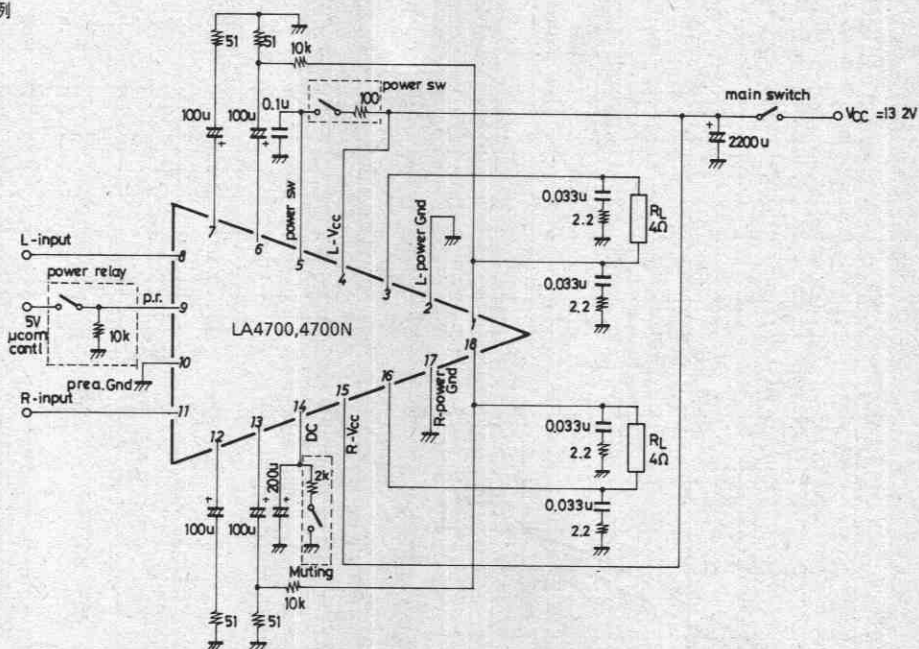 例
51
51
10k
power sw
100
100u
100u
0.1u
main switch
VCC =13 2V
2200u
power sw
L-Vcc
L-power Gnd
0.033u
2.2
RL
4Ω
0.033u
2.2
7
6
5
4
3
2
1
L-input
8
power relay
p.r.
9
5V
μcom
contl
10k
LA4700,4700N
10
prea.Gnd
R-input
11
12
13
14
15
16
17
18
DC
R-Vcc
R-power
Gnd
100u
100u
200u
2k
Muting
10k
51
51
0.033u
2.2
RL
4Ω
0.033u
2.2